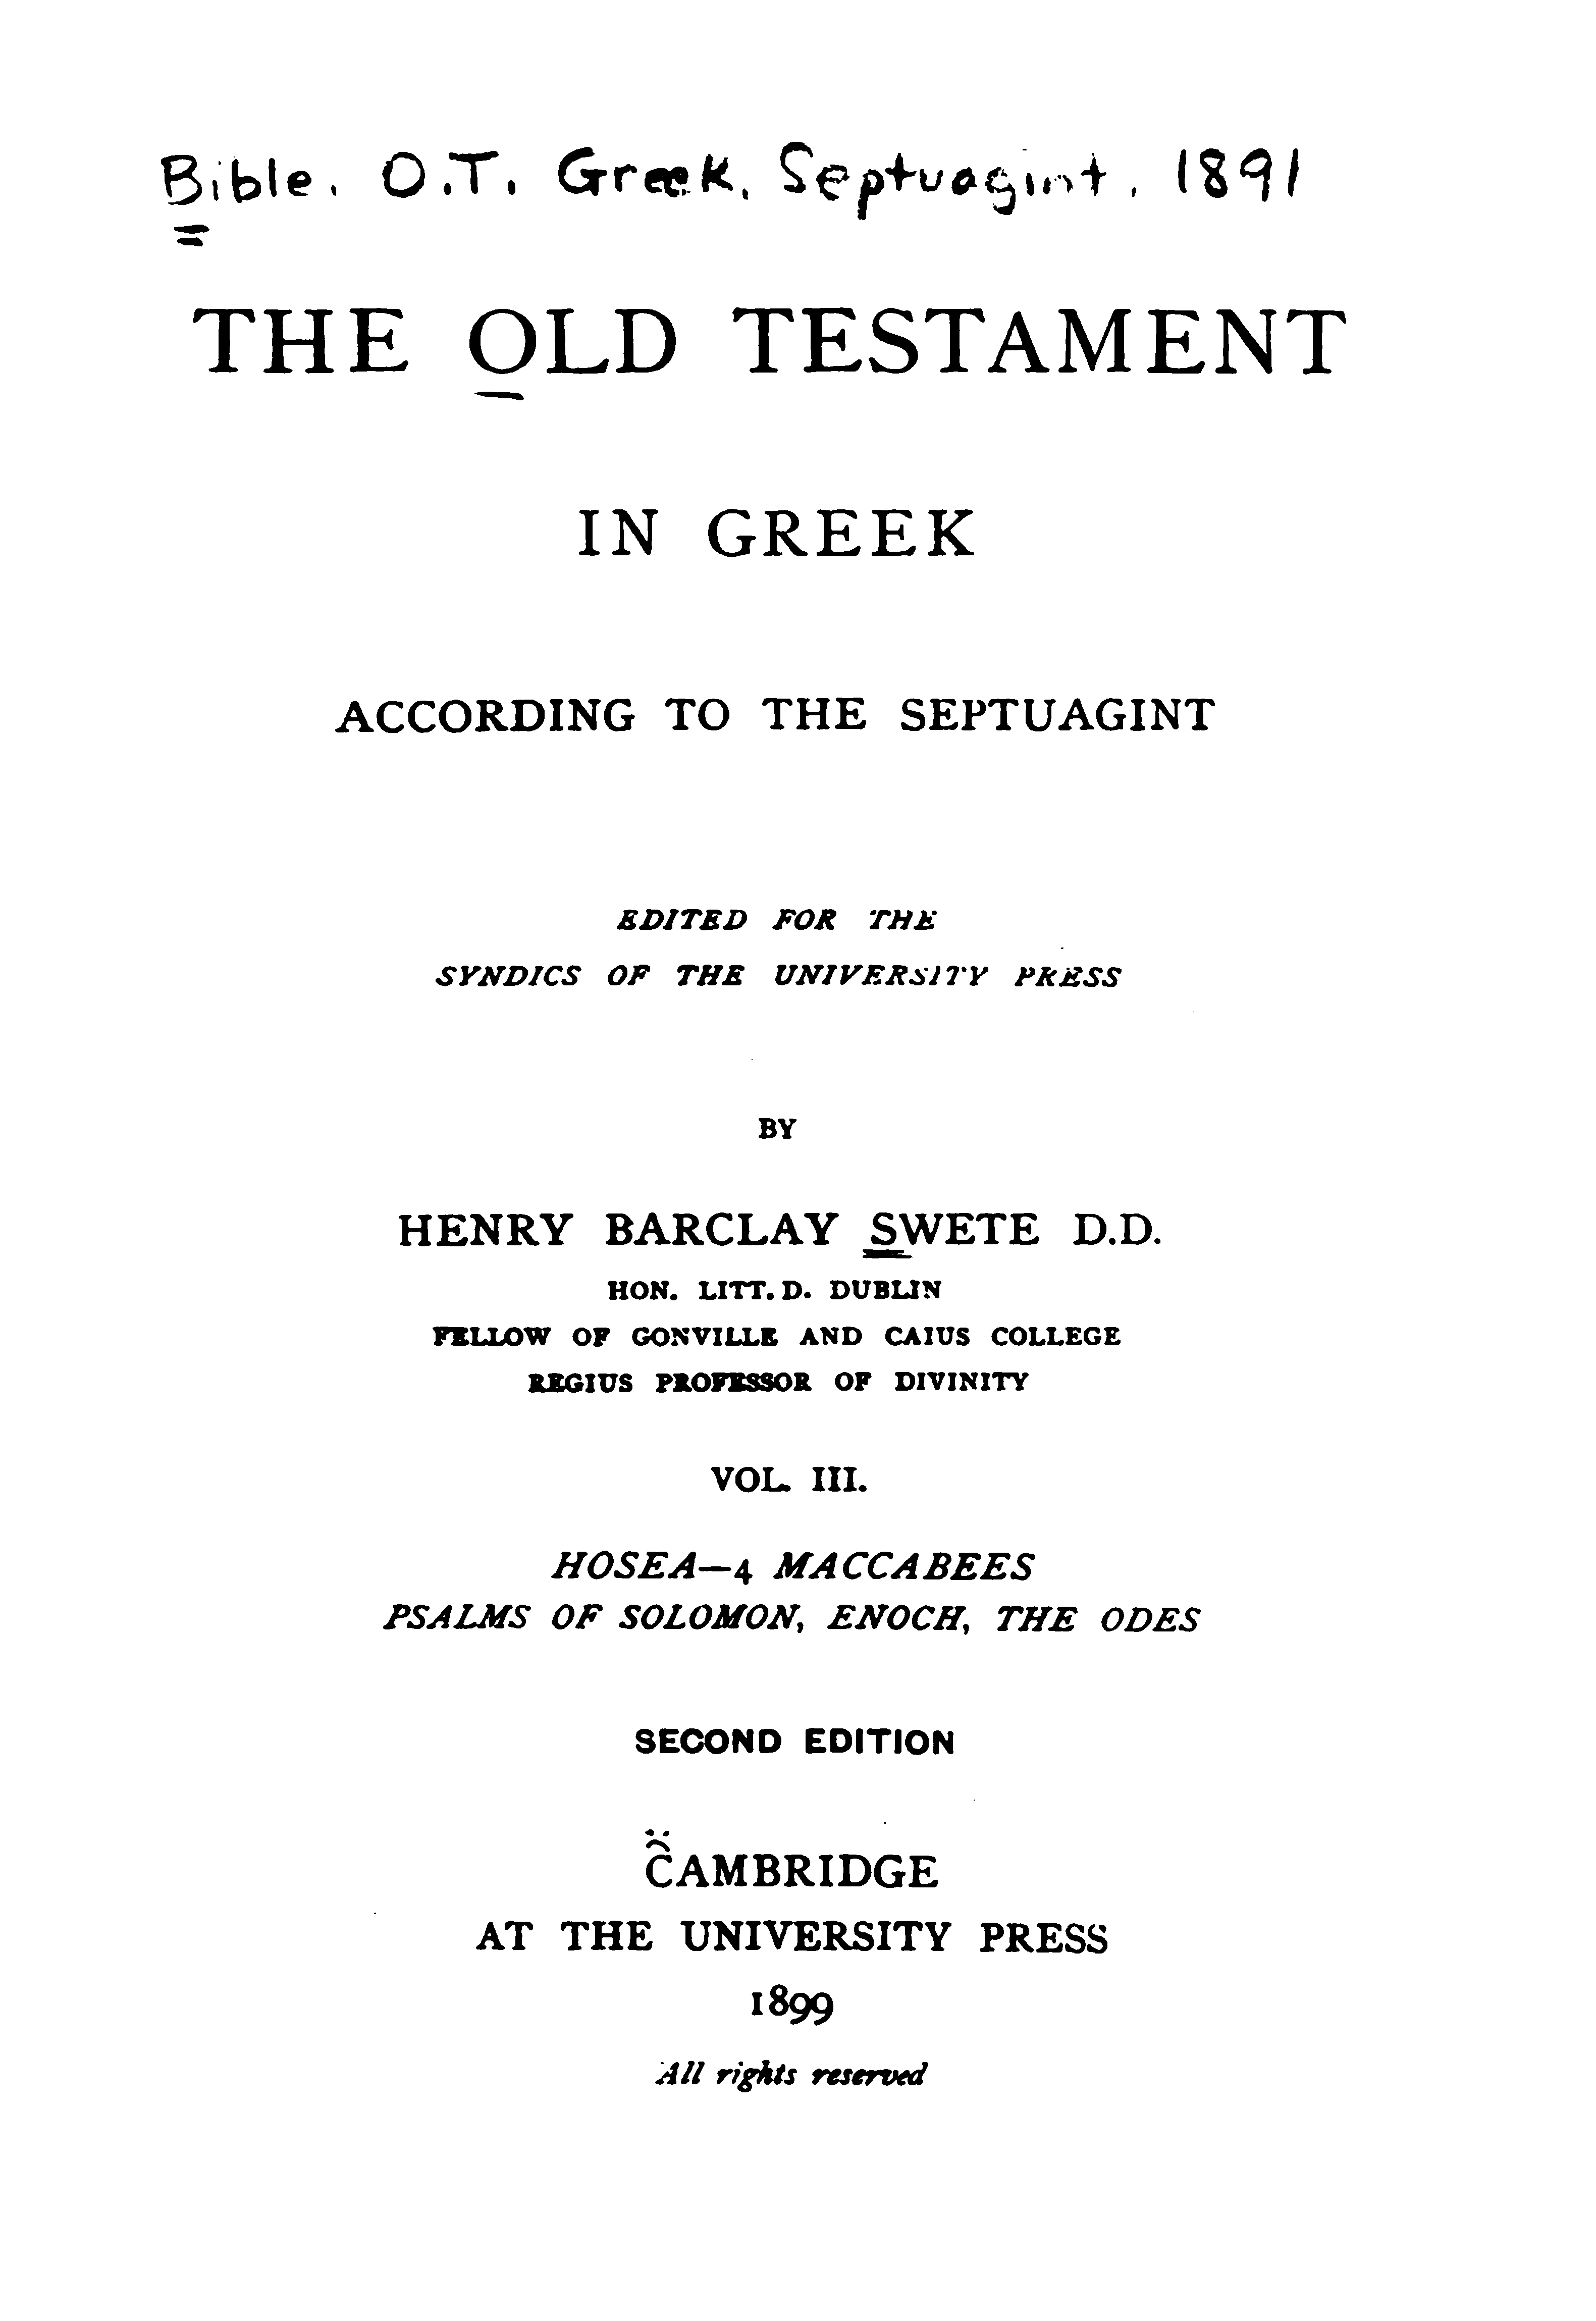 Bible. O.T. Greek. Septuagint. 1891
THE OLD TESTAMENT
IN GREEK
ACCORDING TO THE SEPTUAGINT
EDITED FOR THE
SYNDICS OF THE UNIVERSITY PRESS
BY
HENRY BARCLAY SWETE D.D.
HON. LITT. D. DUBLIN
FELLOW OF GONVILLE AND CAIUS COLLEGE
REGIUS PROFESSOR OF DIVINITY
VOL. III.
HOSEA—4 MACCABEES
PSALMS OF SOLOMON, ENOCH, THE ODES
SECOND EDITION
CAMBRIDGE
AT THE UNIVERSITY PRESS
1899
All rights reserved